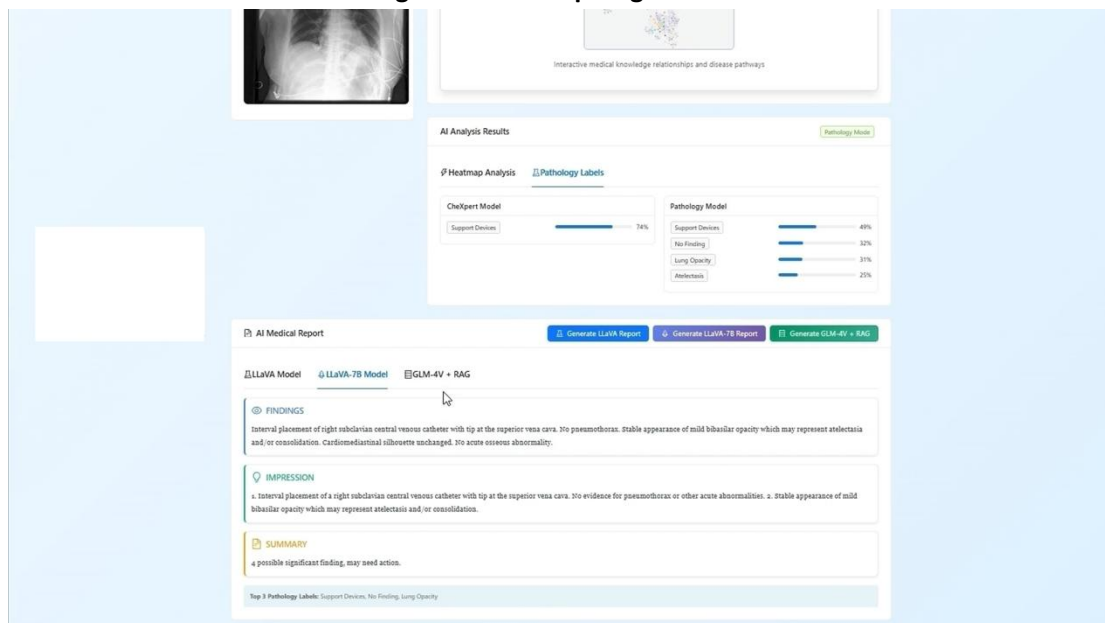 Interactive medical knowledge relationships and disease pathways
AI Analysis Results
Pathology Mode
Heatmap Analysis
Pathology Labels
CheXpert Model
Support Devices
74%
Pathology Model
Support Devices
49%
No Finding
32%
Lung Opacity
31%
Atelectasis
25%
AI Medical Report
Generate LLaVA Report
Generate LLaVA-7B Report
Generate GLM-4V + RAG
LLaVA Model
LLaVA-7B Model
GLM-4V + RAG
FINDINGS
Interval placement of right subclavian central venous catheter with tip at the superior vena cava. No pneumothorax. Stable appearance of mild bibasilar opacity which may represent atelectasis
and/or consolidation. Cardiomediastinal silhouette unchanged. No acute osseous abnormality.
IMPRESSION
1. Interval placement of a right subclavian central venous catheter with tip at the superior vena cava. No evidence for pneumothorax or other acute abnormalities. 2. Stable appearance of mild
bibasilar opacity which may represent atelectasis and/or consolidation.
SUMMARY
4 possible significant finding, may need action.
Top 3 Pathology Labels: Support Devices, No Finding, Lung Opacity